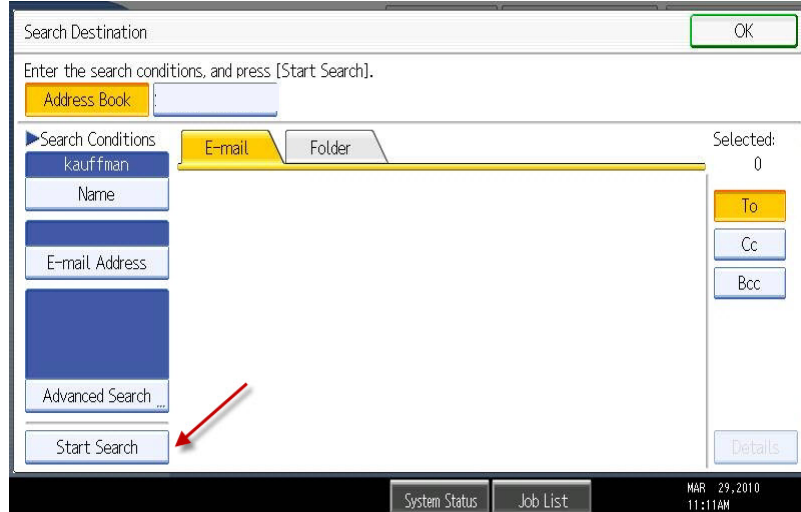 Search Destination
OK
Enter the search conditions, and press [Start Search].
Address Book
Search Conditions
E-mail
Folder
Selected:
0
kauffman
Name
To
E-mail Address
Cc
Bcc
Advanced Search ...
Start Search
Details
System Status
Job List
MAR 29,2010
11:11AM